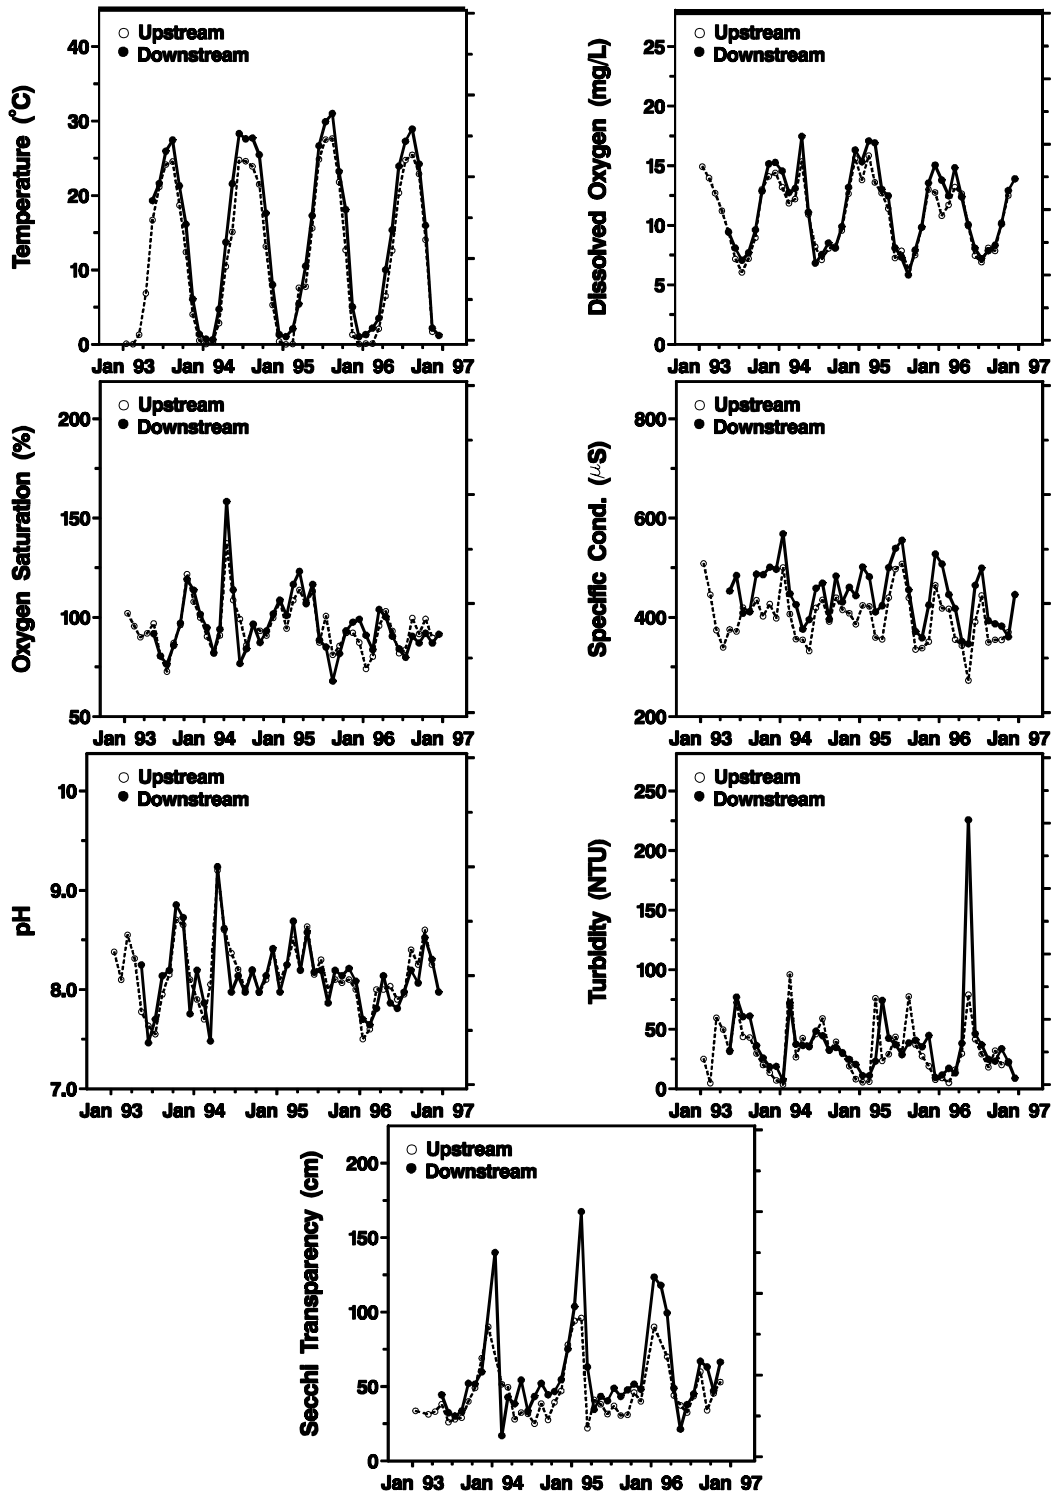 Temperature (°C)
40
30
20
10
0
Upstream
Downstream
Jan 93 Jan 94 Jan 95 Jan 96 Jan 97
Dissolved Oxygen (mg/L)
25
20
15
10
5
0
Upstream
Downstream
Jan 93 Jan 94 Jan 95 Jan 96 Jan 97
Oxygen Saturation (%)
200
150
100
50
Upstream
Downstream
Jan 93 Jan 94 Jan 95 Jan 96 Jan 97
Specific Cond. (μS)
800
600
400
200
Upstream
Downstream
Jan 93 Jan 94 Jan 95 Jan 96 Jan 97
pH
10
9.0
8.0
7.0
Upstream
Downstream
Jan 93 Jan 94 Jan 95 Jan 96 Jan 97
Turbidity (NTU)
250
200
150
100
50
0
Upstream
Downstream
Jan 93 Jan 94 Jan 95 Jan 96 Jan 97
Secchi Transparency (cm)
200
150
100
50
0
Upstream
Downstream
Jan 93 Jan 94 Jan 95 Jan 96 Jan 97